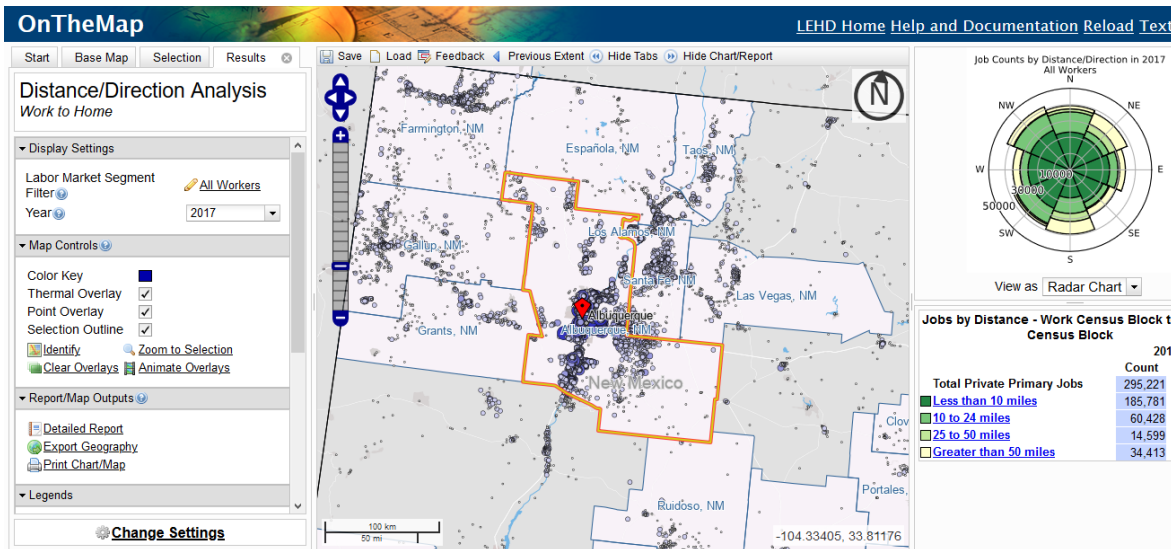 OnTheMap
LEHD Home Help and Documentation Reload Text
Start Base Map Selection Results
Save Load Feedback Previous Extent Hide Tabs Hide Chart/Report
Distance/Direction Analysis
Work to Home
Display Settings
Labor Market Segment
Filter All Workers
Year 2017
Map Controls
Color Key
Thermal Overlay
Point Overlay
Selection Outline
Identify Zoom to Selection
Clear Overlays Animate Overlays
Report/Map Outputs
Detailed Report
Export Geography
Print Chart/Map
Legends
Change Settings
N
Farmington, NM
Española, NM
Taos, NM
Los Alamos, NM
Gallup, NM
Santa Fe, NM
Las Vegas, NM
Albuquerque
Grants, NM
Albuquerque, NM
New Mexico
Clov
Portales,
Ruidoso, NM
100 km
50 mi
-104.33405, 33.81176
Job Counts by Distance/Direction in 2017
All Workers
N
NW NE
W E
10000
30000
50000
SW SE
S
View as Radar Chart
Jobs by Distance - Work Census Block t
Census Block
201
Count
Total Private Primary Jobs 295,221
Less than 10 miles 185,781
10 to 24 miles 60,428
25 to 50 miles 14,599
Greater than 50 miles 34,413